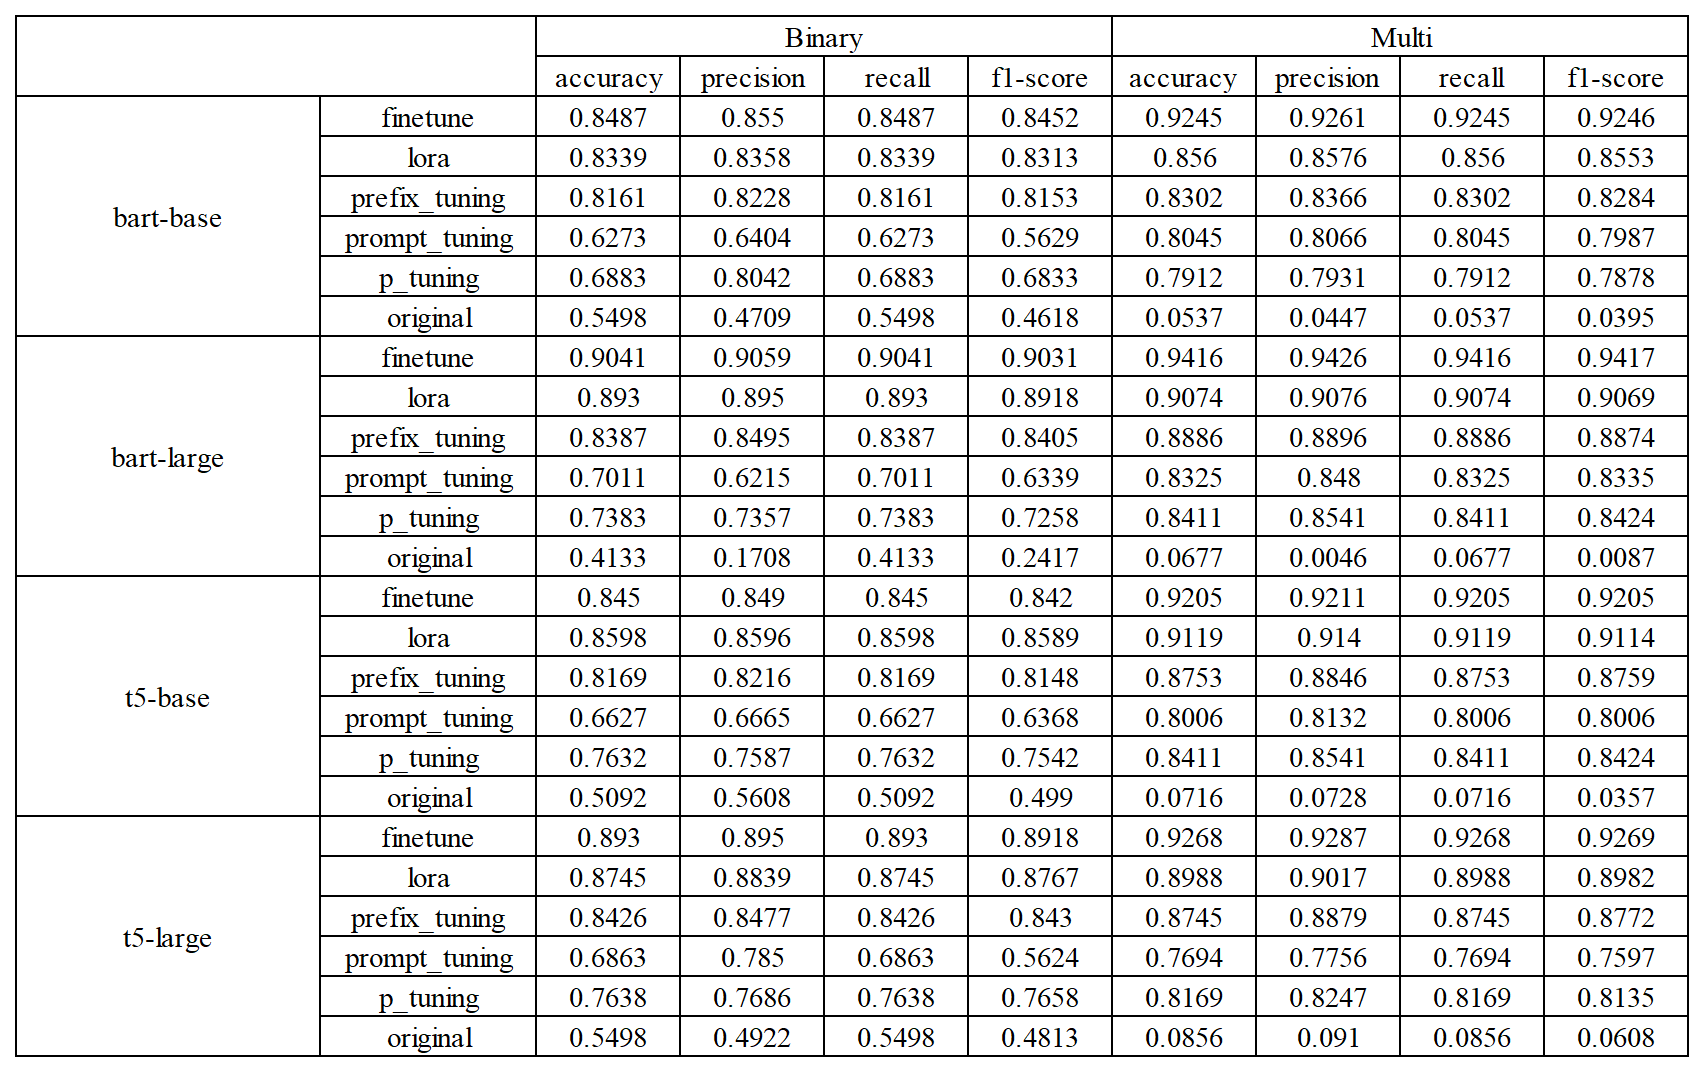 Binary Multi
accuracy precision recall f1-score accuracy precision recall f1-score
bart-base
finetune 0.8487 0.855 0.8487 0.8452 0.9245 0.9261 0.9245 0.9246
lora 0.8339 0.8358 0.8339 0.8313 0.856 0.8576 0.856 0.8553
prefix_tuning 0.8161 0.8228 0.8161 0.8153 0.8302 0.8366 0.8302 0.8284
prompt_tuning 0.6273 0.6404 0.6273 0.5629 0.8045 0.8066 0.8045 0.7987
p_tuning 0.6883 0.8042 0.6883 0.6833 0.7912 0.7931 0.7912 0.7878
original 0.5498 0.4709 0.5498 0.4618 0.0537 0.0447 0.0537 0.0395
bart-large
finetune 0.9041 0.9059 0.9041 0.9031 0.9416 0.9426 0.9416 0.9417
lora 0.893 0.895 0.893 0.8918 0.9074 0.9076 0.9074 0.9069
prefix_tuning 0.8387 0.8495 0.8387 0.8405 0.8886 0.8896 0.8886 0.8874
prompt_tuning 0.7011 0.6215 0.7011 0.6339 0.8325 0.848 0.8325 0.8335
p_tuning 0.7383 0.7357 0.7383 0.7258 0.8411 0.8541 0.8411 0.8424
original 0.4133 0.1708 0.4133 0.2417 0.0677 0.0046 0.0677 0.0087
t5-base
finetune 0.845 0.849 0.845 0.842 0.9205 0.9211 0.9205 0.9205
lora 0.8598 0.8596 0.8598 0.8589 0.9119 0.914 0.9119 0.9114
prefix_tuning 0.8169 0.8216 0.8169 0.8148 0.8753 0.8846 0.8753 0.8759
prompt_tuning 0.6627 0.6665 0.6627 0.6368 0.8006 0.8132 0.8006 0.8006
p_tuning 0.7632 0.7587 0.7632 0.7542 0.8411 0.8541 0.8411 0.8424
original 0.5092 0.5608 0.5092 0.499 0.0716 0.0728 0.0716 0.0357
t5-large
finetune 0.893 0.895 0.893 0.8918 0.9268 0.9287 0.9268 0.9269
lora 0.8745 0.8839 0.8745 0.8767 0.8988 0.9017 0.8988 0.8982
prefix_tuning 0.8426 0.8477 0.8426 0.843 0.8745 0.8879 0.8745 0.8772
prompt_tuning 0.6863 0.785 0.6863 0.5624 0.7694 0.7756 0.7694 0.7597
p_tuning 0.7638 0.7686 0.7638 0.7658 0.8169 0.8247 0.8169 0.8135
original 0.5498 0.4922 0.5498 0.4813 0.0856 0.091 0.0856 0.0608